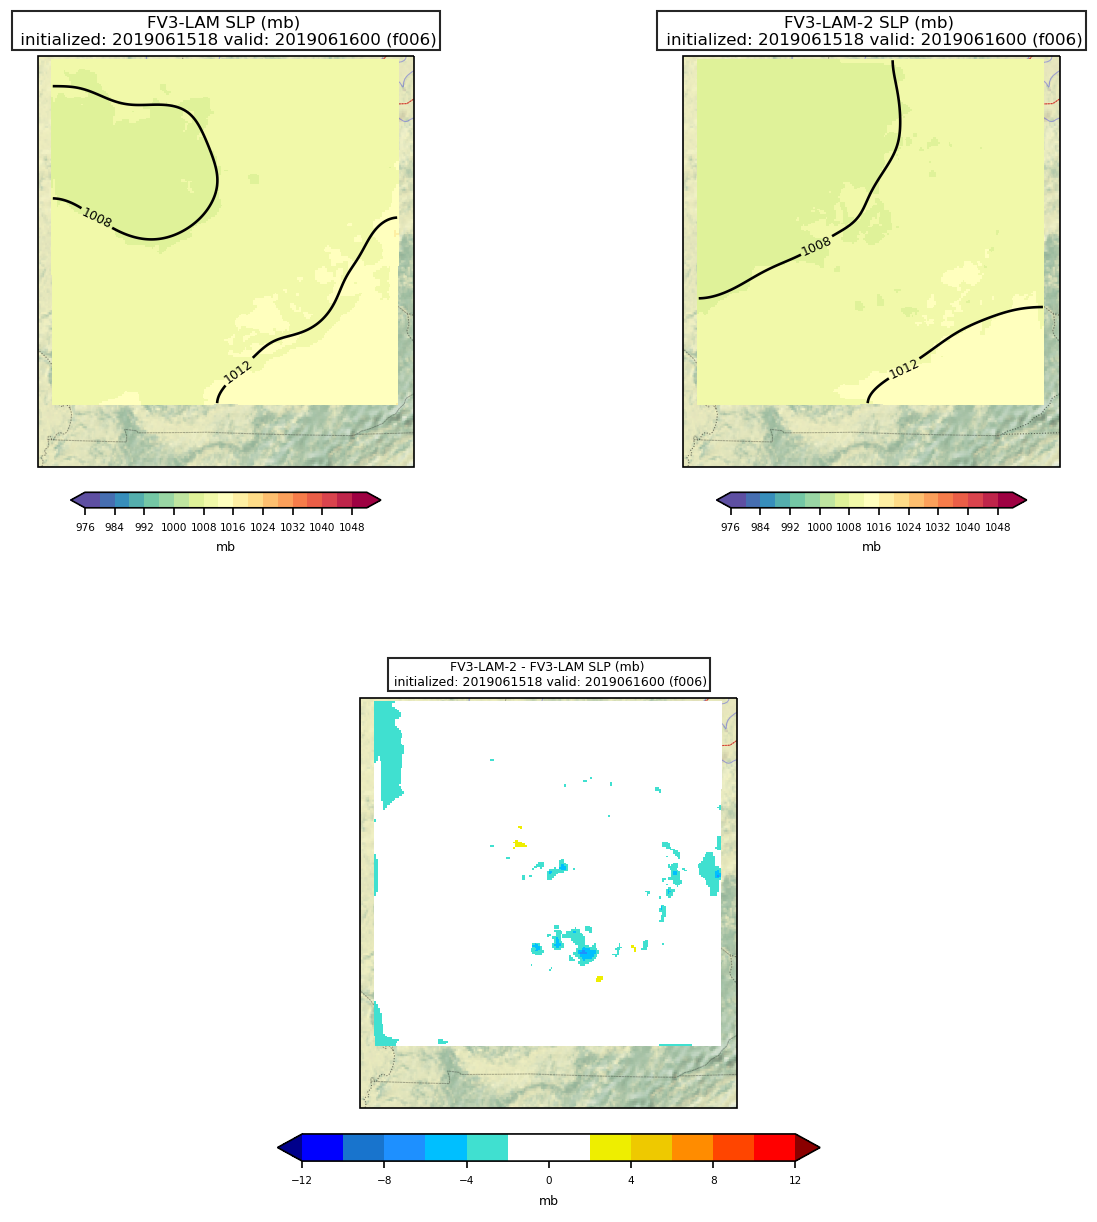 FV3-LAM SLP (mb)
initialized: 2019061518 valid: 2019061600 (f006)
1008
1012
976 984 992 1000 1008 1016 1024 1032 1040 1048
mb
FV3-LAM-2 SLP (mb)
initialized: 2019061518 valid: 2019061600 (f006)
1008
1012
976 984 992 1000 1008 1016 1024 1032 1040 1048
mb
FV3-LAM-2 - FV3-LAM SLP (mb)
initialized: 2019061518 valid: 2019061600 (f006)
−12 −8 −4 0 4 8 12
mb